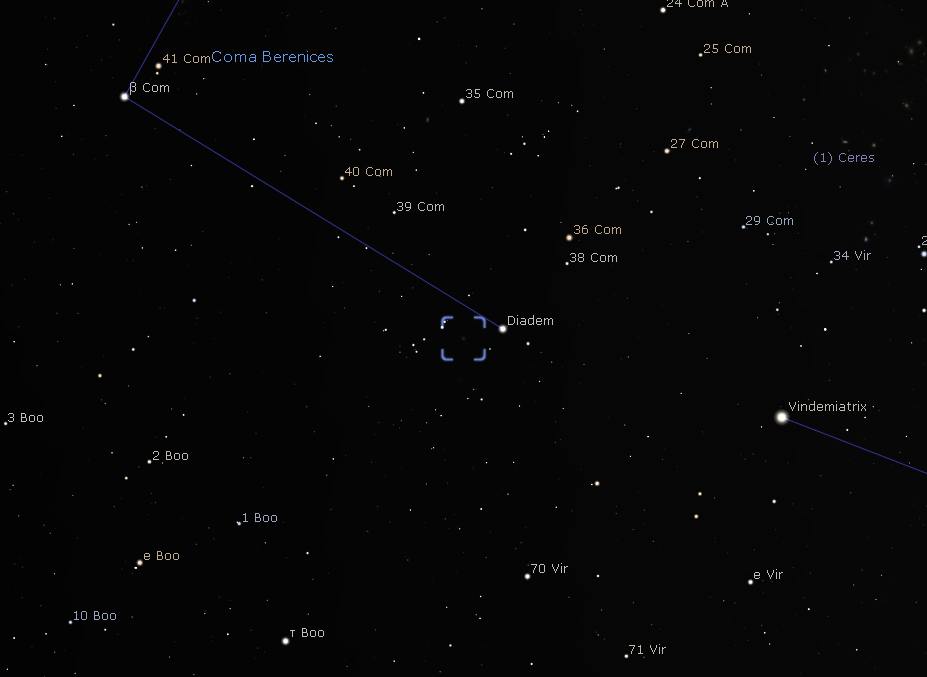 24 Com A
25 Com
41 Com
Coma Berenices
β Com
35 Com
27 Com
(1) Ceres
40 Com
39 Com
29 Com
36 Com
2
38 Com
34 Vir
Diadem
Vindemiatrix
3 Boo
2 Boo
1 Boo
e Boo
70 Vir
e Vir
10 Boo
τ Boo
71 Vir